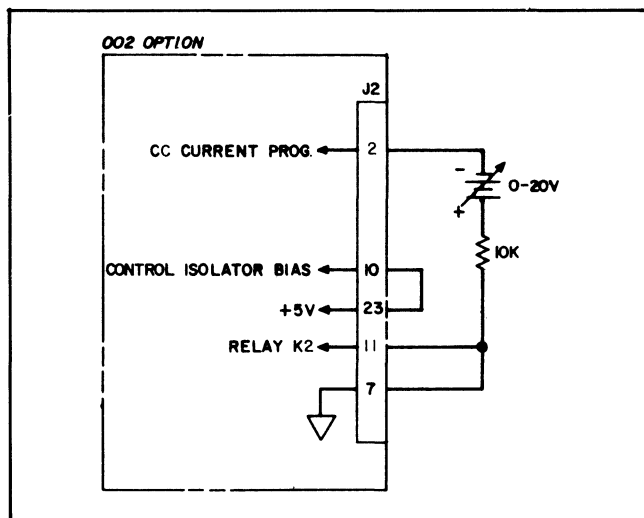 002 OPTION
J2
CC CURRENT PROG. 2
- 0-20V
+
10K
CONTROL ISOLATOR BIAS 10
+5V 23
RELAY K2 11
7